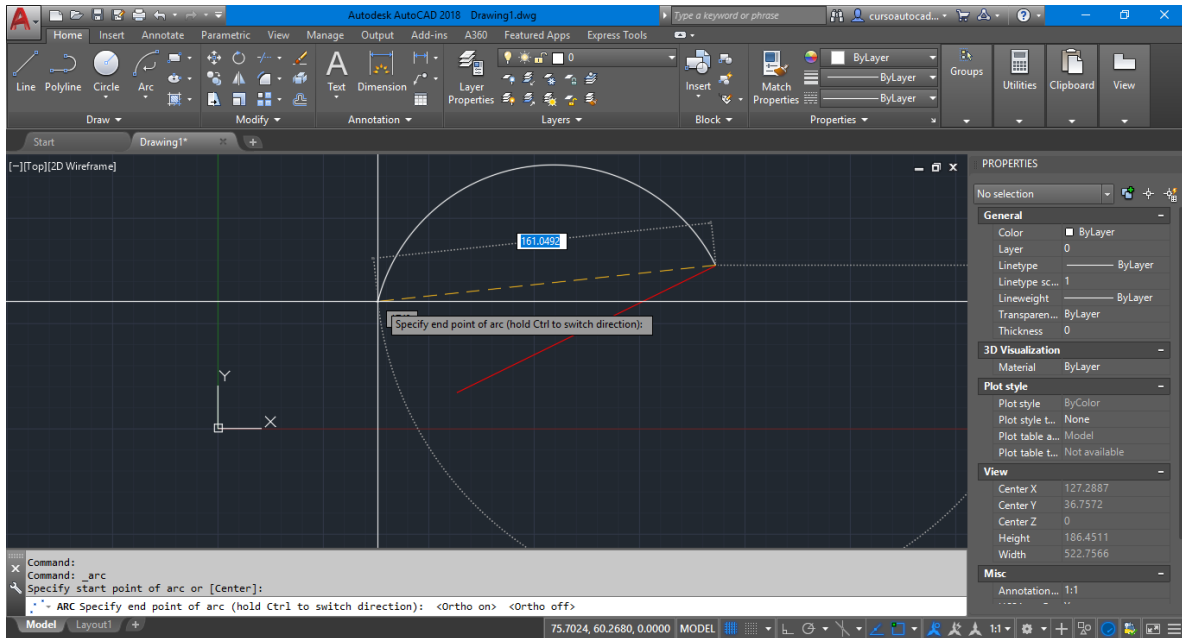 Autodesk AutoCAD 2018 Drawing1.dwg
Type a keyword or phrase
cursoautocad...
Home Insert Annotate Parametric View Manage Output Add-ins A360 Featured Apps Express Tools
Line Polyline Circle Arc
Text Dimension
Layer Properties
0
Insert
Match Properties
ByLayer
ByLayer
ByLayer
Groups
Utilities
Clipboard
View
Draw Modify Annotation Layers Block Properties
Start Drawing1*
[−][Top][2D Wireframe]
161.0492
Specify end point of arc (hold Ctrl to switch direction):
Y
X
PROPERTIES
No selection
General
Color ByLayer
Layer 0
Linetype ByLayer
Linetype sc... 1
Lineweight ByLayer
Transparen... ByLayer
Thickness 0
3D Visualization
Material ByLayer
Plot style
Plot style ByColor
Plot style t... None
Plot table a... Model
Plot table t... Not available
View
Center X 127.2887
Center Y 36.7572
Center Z 0
Height 186.4511
Width 522.7566
Misc
Annotation... 1:1
Command:
Command: _arc
Specify start point of arc or [Center]:
ARC Specify end point of arc (hold Ctrl to switch direction): <Ortho on> <Ortho off>
Model Layout1 +
75.7024, 60.2680, 0.0000 MODEL 1:1